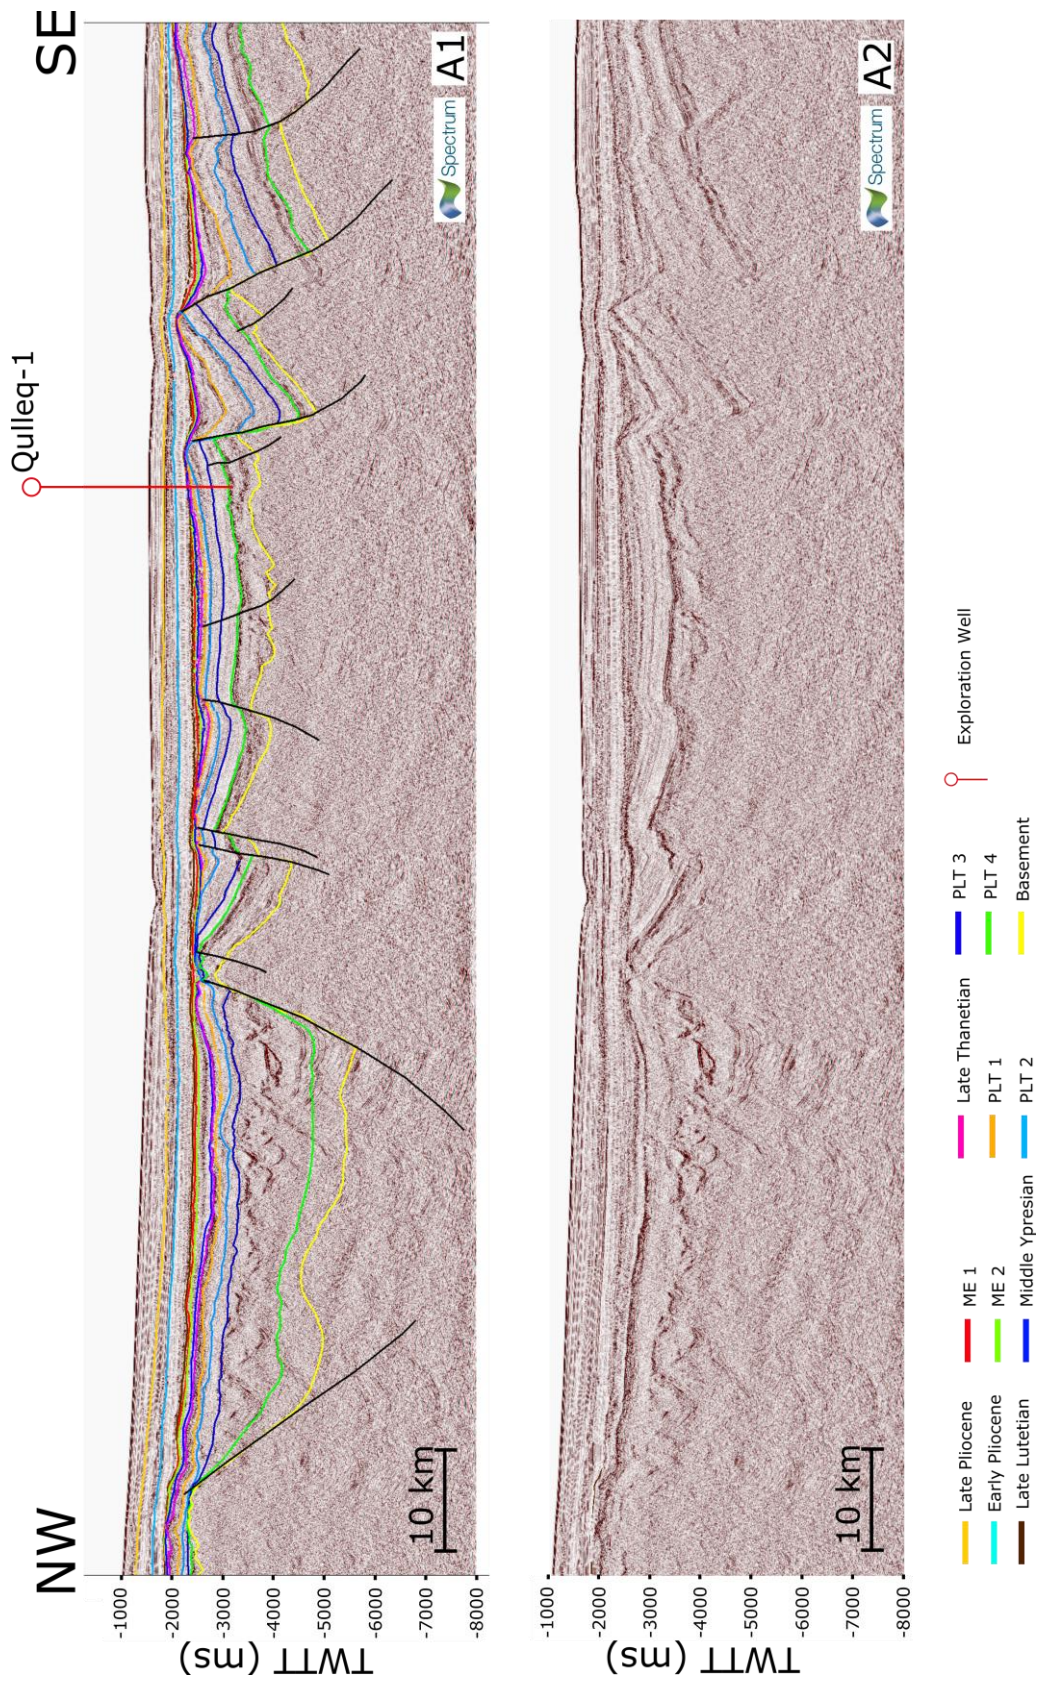 NW
SE
Qulleq-1
TWTT (ms)
-1000
-2000
-3000
-4000
-5000
-6000
-7000
-8000
10 km
Spectrum
A1
TWTT (ms)
-1000
-2000
-3000
-4000
-5000
-6000
-7000
-8000
10 km
Spectrum
A2
Late Pliocene
ME 1
Late Thanetian
PLT 3
Exploration Well
Early Pliocene
ME 2
PLT 1
PLT 4
Late Lutetian
Middle Ypresian
PLT 2
Basement